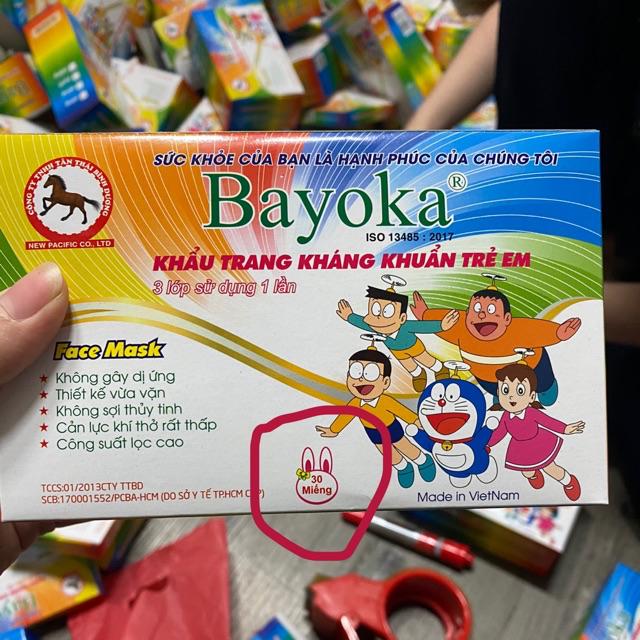 SỨC KHỎE CỦA BẠN LÀ HẠNH PHÚC CỦA CHÚNG TÔI
CÔNG TY TNHH TÂN THÁI BÌNH DƯƠNG
NEW PACIFIC CO., LTD
Bayoka®
ISO 13485 : 2017
KHẨU TRANG KHÁNG KHUẨN TRẺ EM
3 lớp sử dụng 1 lần
Face Mask
★ Không gây dị ứng
★ Thiết kế vừa vặn
★ Không sợi thủy tinh
★ Cản lực khí thở rất thấp
★ Công suất lọc cao
30
Miếng
TCCS:01/2013CTY TTBD
SCB:170001552/PCBA-HCM (DO SỞ Y TẾ TP.HCM CẤP)
Made in VietNam